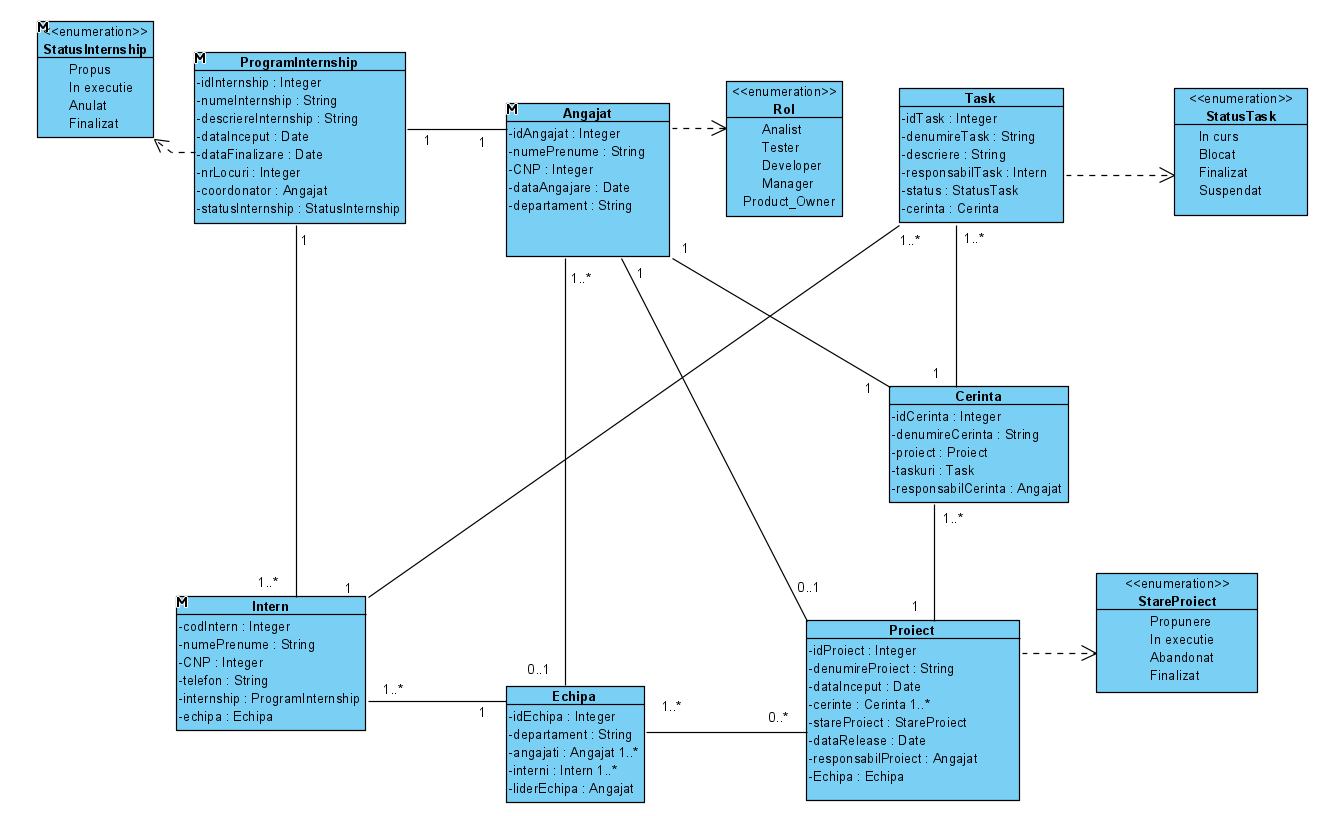 M
<<enumeration>>
StatusInternship
Propus
In executie
Anulat
Finalizat
M
ProgramInternship
-idInternship : Integer
-numeInternship : String
-descriereInternship : String
-dataInceput : Date
-dataFinalizare : Date
-nrLocuri : Integer
-coordonator : Angajat
-statusInternship : StatusInternship
1
1
M
Angajat
-idAngajat : Integer
-numePrenume : String
-CNP : Integer
-dataAngajare : Date
-departament : String
<<enumeration>>
Rol
Analist
Tester
Developer
Manager
Product_Owner
Task
-idTask : Integer
-denumireTask : String
-descriere : String
-responsabilTask : Intern
-status : StatusTask
-cerinta : Cerinta
<<enumeration>>
StatusTask
In curs
Blocat
Finalizat
Suspendat
1
1..*
1
1
1..*
1..*
1
1
Cerinta
-idCerinta : Integer
-denumireCerinta : String
-proiect : Proiect
-taskuri : Task
-responsabilCerinta : Angajat
1..*
1..*
1
0..1
1
M
Intern
-codIntern : Integer
-numePrenume : String
-CNP : Integer
-telefon : String
-internship : ProgramInternship
-echipa : Echipa
1..*
1
0..1
Echipa
-idEchipa : Integer
-departament : String
-angajati : Angajat 1..*
-interni : Intern 1..*
-liderEchipa : Angajat
1..*
0..*
Proiect
-idProiect : Integer
-denumireProiect : String
-dataInceput : Date
-cerinte : Cerinta 1..*
-stareProiect : StareProiect
-dataRelease : Date
-responsabilProiect : Angajat
-Echipa : Echipa
<<enumeration>>
StareProiect
Propunere
In executie
Abandonat
Finalizat